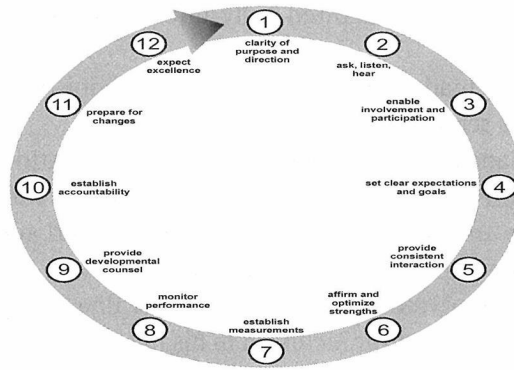 1
clarity of
purpose and
direction
2
ask, listen,
hear
3
enable
involvement and
participation
4
set clear expectations
and goals
5
provide
consistent
interaction
6
affirm and
optimize
strengths
7
establish
measurements
8
monitor
performance
9
provide
developmental
counsel
10
establish
accountability
11
prepare for
changes
12
expect
excellence